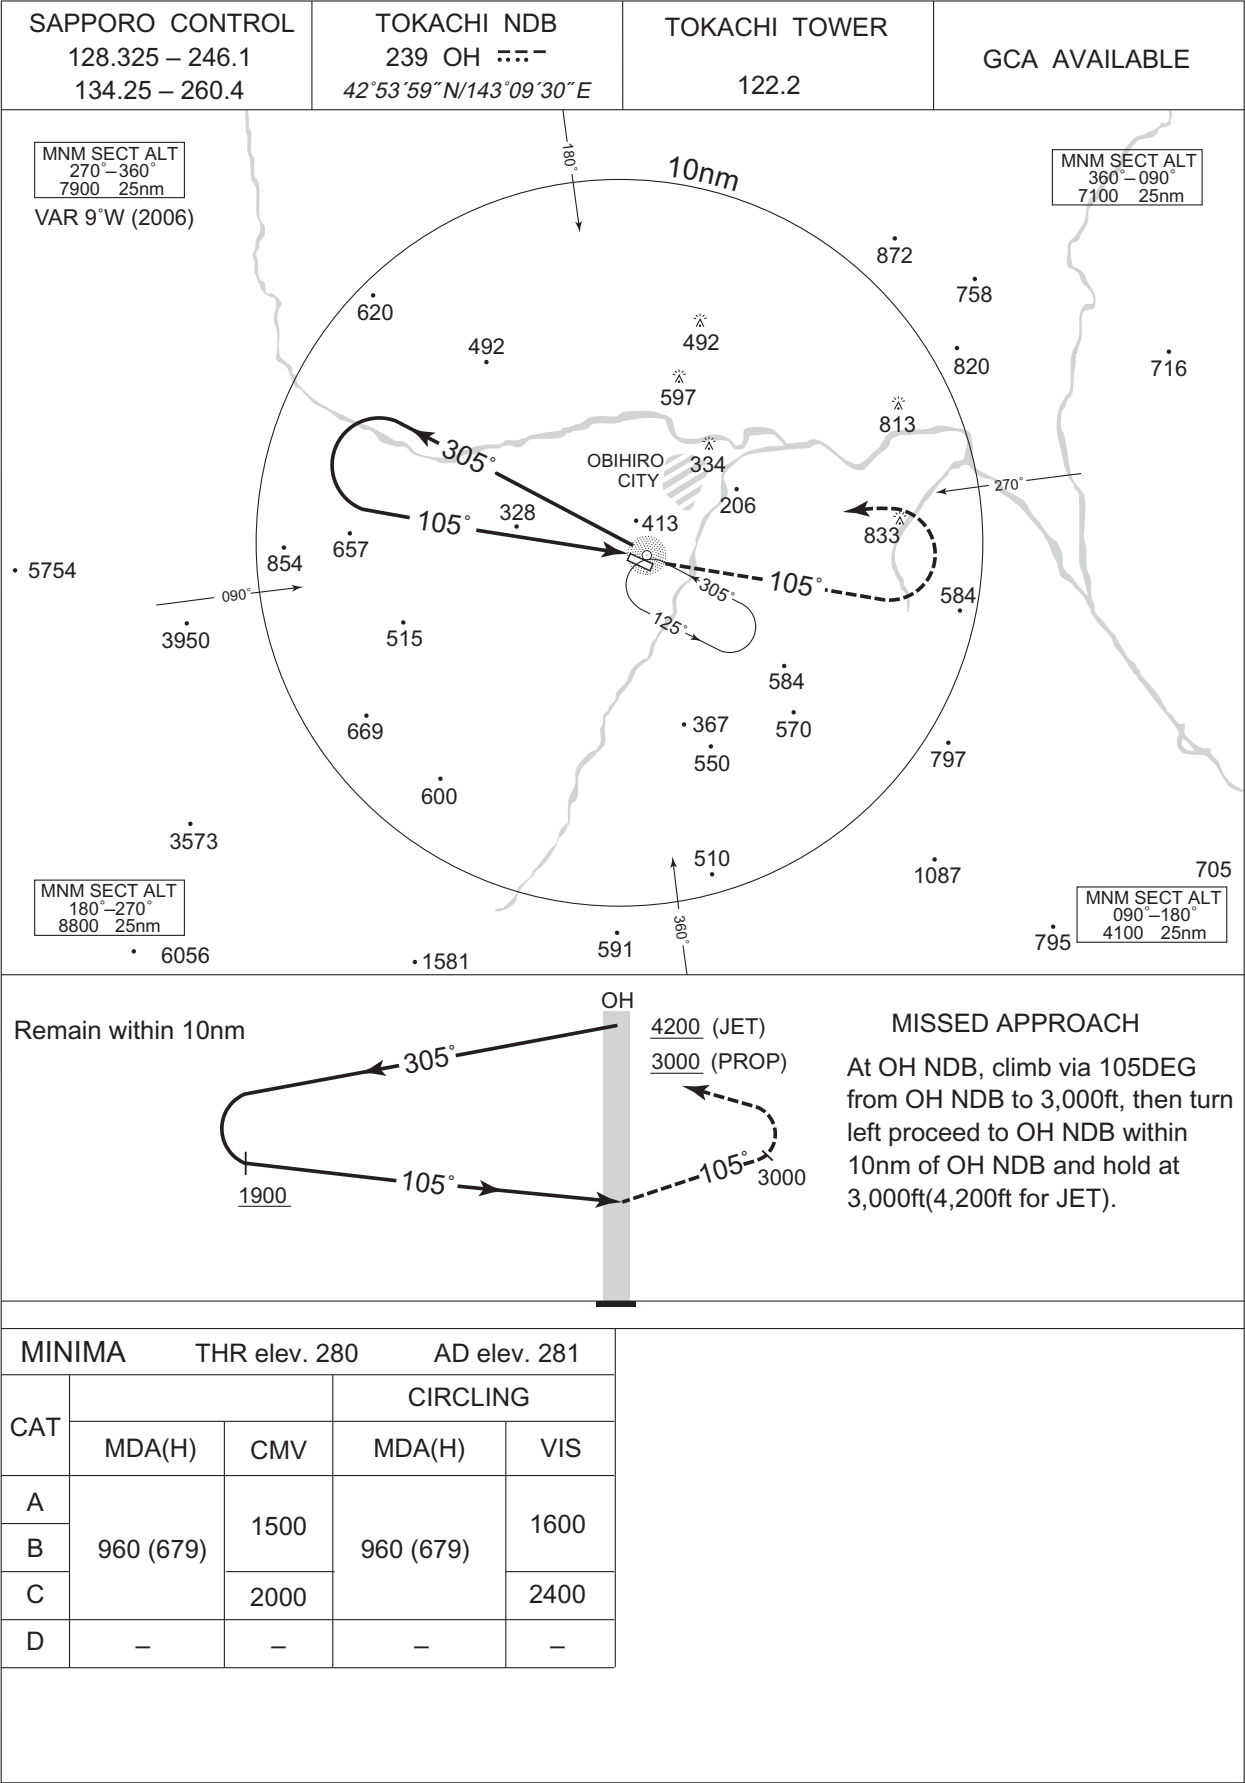 SAPPORO CONTROL
128.325 – 246.1
134.25 – 260.4
TOKACHI NDB
239 OH
42˚53´59˝N/143˚09´30˝E
TOKACHI TOWER
122.2
GCA AVAILABLE
MNM SECT ALT
270˚–360˚
7900 25nm
VAR 9˚W (2006)
180˚
10nm
MNM SECT ALT
360˚–090˚
7100 25nm
872
758
620
492
492
820
716
597
813
305˚
OBIHIRO
CITY
334
270˚
206
328
105˚
413
833
657
854
5754
105˚
305˚
090˚
584
125˚
3950
515
584
669
367
570
550
797
600
3573
510
1087
705
MNM SECT ALT
180˚–270˚
8800 25nm
MNM SECT ALT
090˚–180˚
4100 25nm
360˚
591
795
6056
1581
OH
Remain within 10nm
4200 (JET)
3000 (PROP)
305˚
105˚
1900
105˚
3000
MISSED APPROACH
At OH NDB, climb via 105DEG
from OH NDB to 3,000ft, then turn
left proceed to OH NDB within
10nm of OH NDB and hold at
3,000ft(4,200ft for JET).
MINIMA THR elev. 280 AD elev. 281
CAT
CIRCLING
MDA(H) CMV MDA(H) VIS
A
B
C
D
960 (679)
1500
2000
960 (679)
1600
2400
– – – –